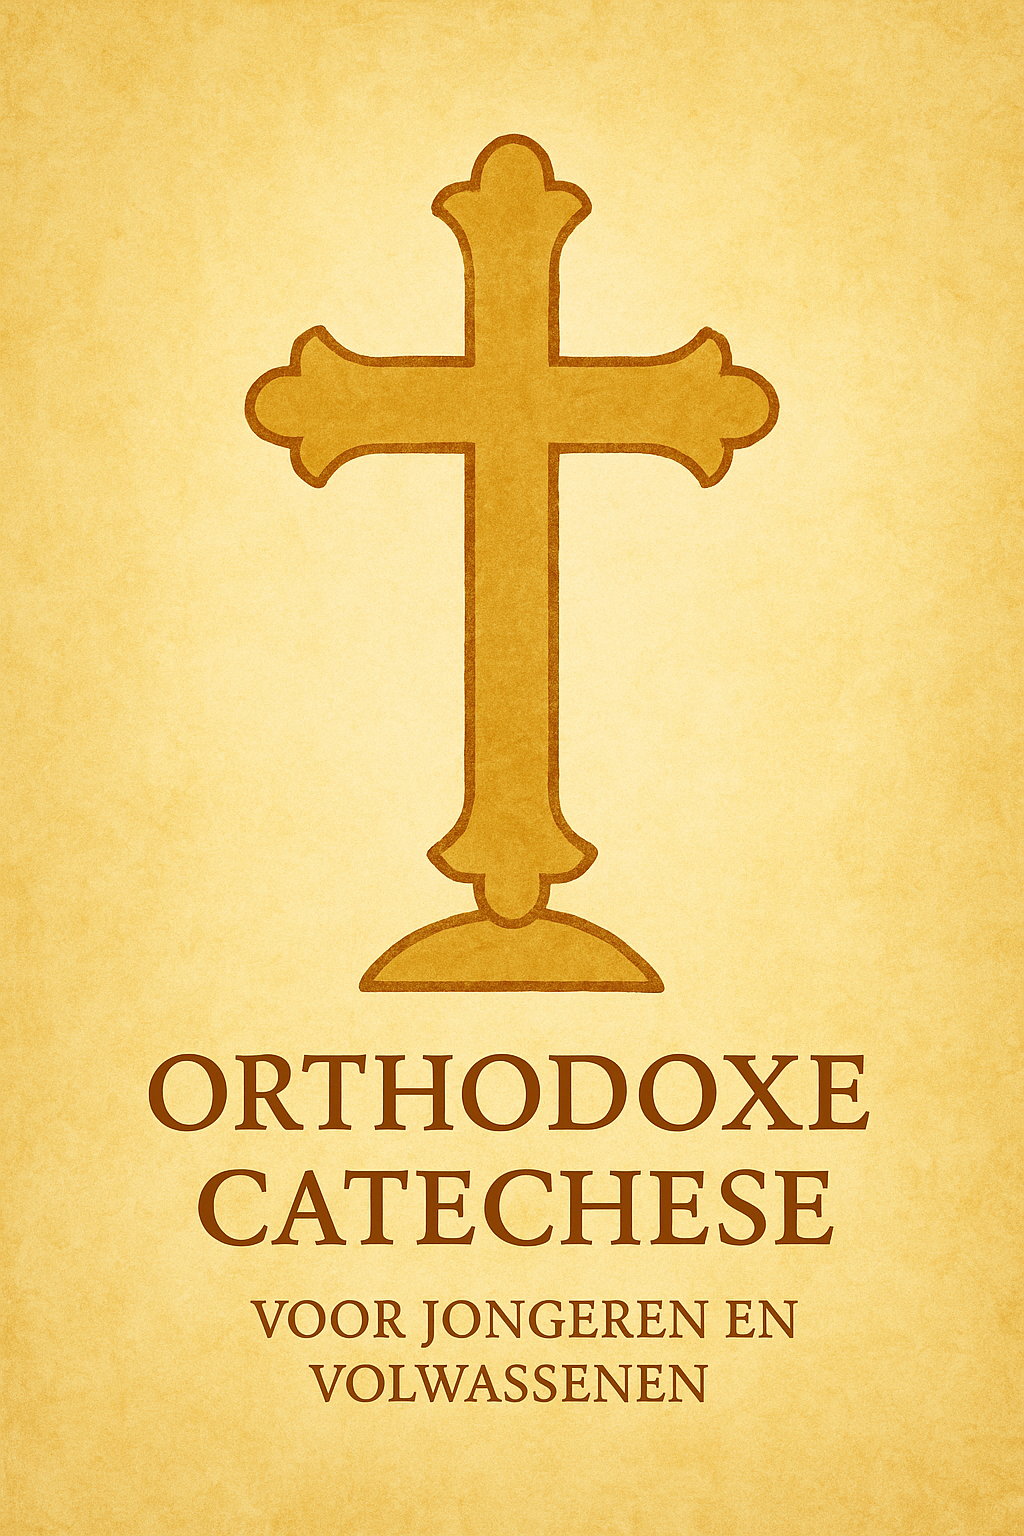 ORTHODOXE
CATECHESE
VOOR JONGEREN EN
VOLWASSENEN